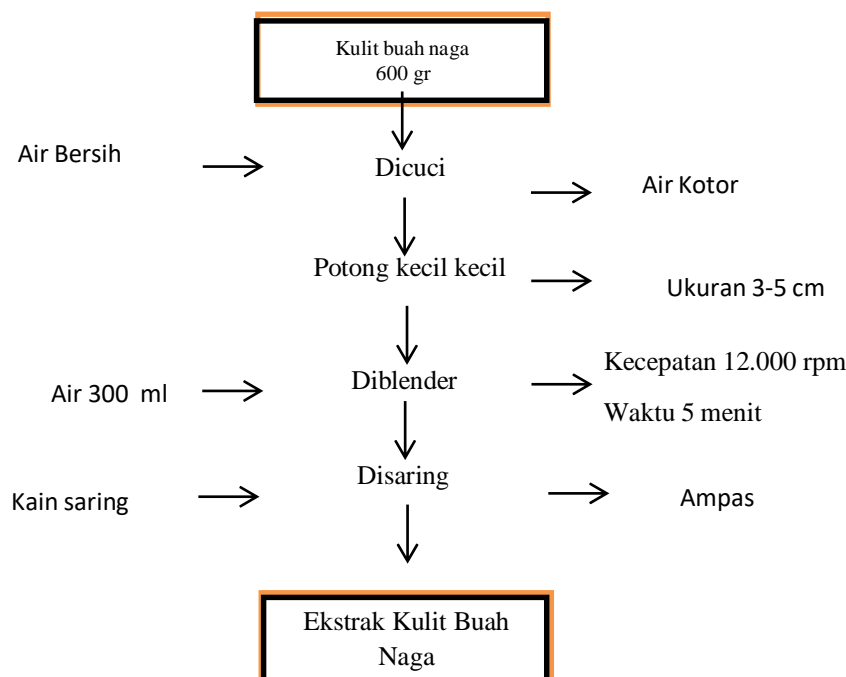 Kulit buah naga
600 gr
Air Bersih
Dicuci
Air Kotor
Potong kecil kecil
Ukuran 3-5 cm
Air 300 ml
Diblender
Kecepatan 12.000 rpm
Waktu 5 menit
Kain saring
Disaring
Ampas
Ekstrak Kulit Buah
Naga